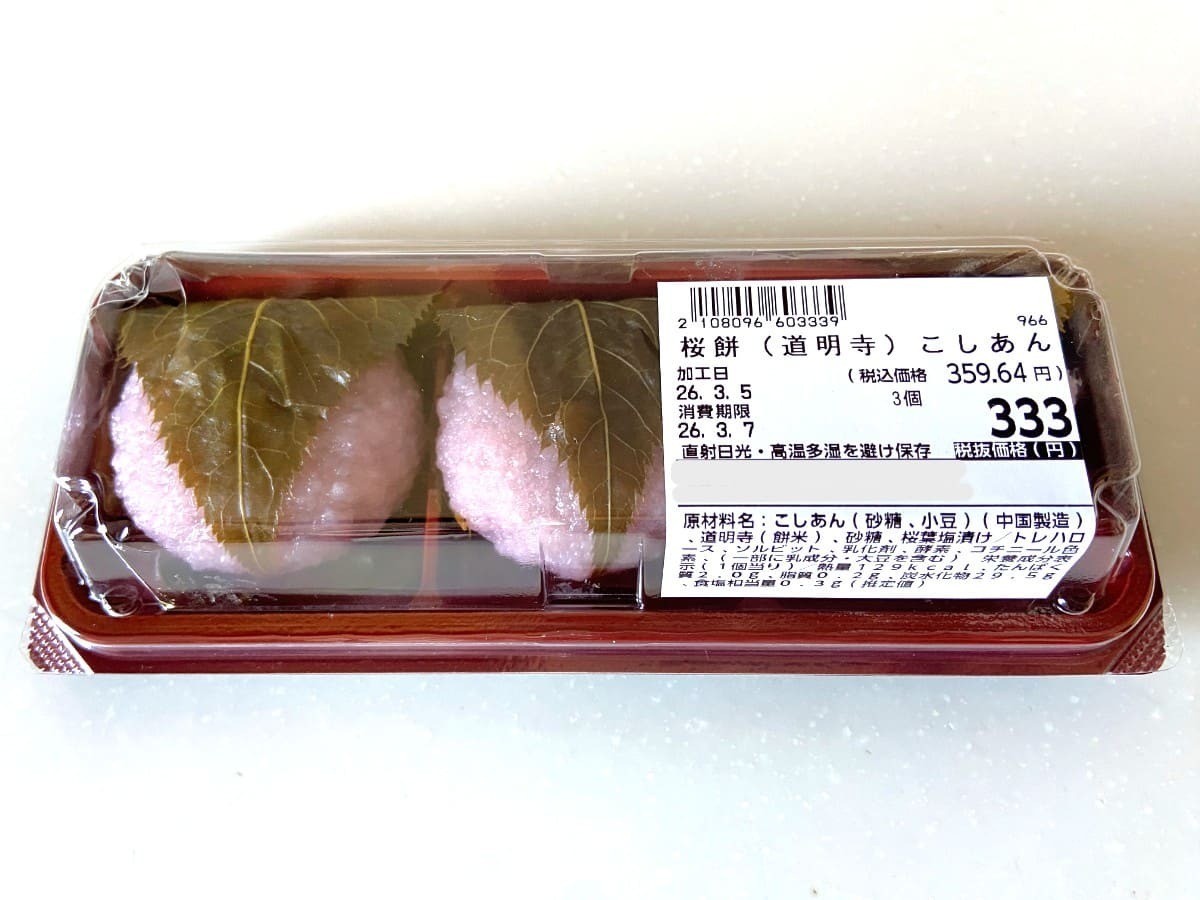 2 108096 603339
966
桜餅(道明寺)こしあん
加工日
(税込価格 359.64円)
26. 3. 5
3個
消費期限
333
26. 3. 7
直射日光・高温多湿を避け保存 税抜価格(円)
原材料名:こしあん(砂糖、小豆)(中国製造)
、道明寺(餅米)、砂糖、桜葉塩漬け/トレハロ
ース、ソルビット、乳化剤、酵素、コチニール色
素、(一部に乳成分・大豆を含む) 栄養成分表
示(1個当り) 熱量129kcal、たんぱく
質2.0g、脂質0.2g、炭水化物29.5g
、食塩相当量0.3g(推定値)